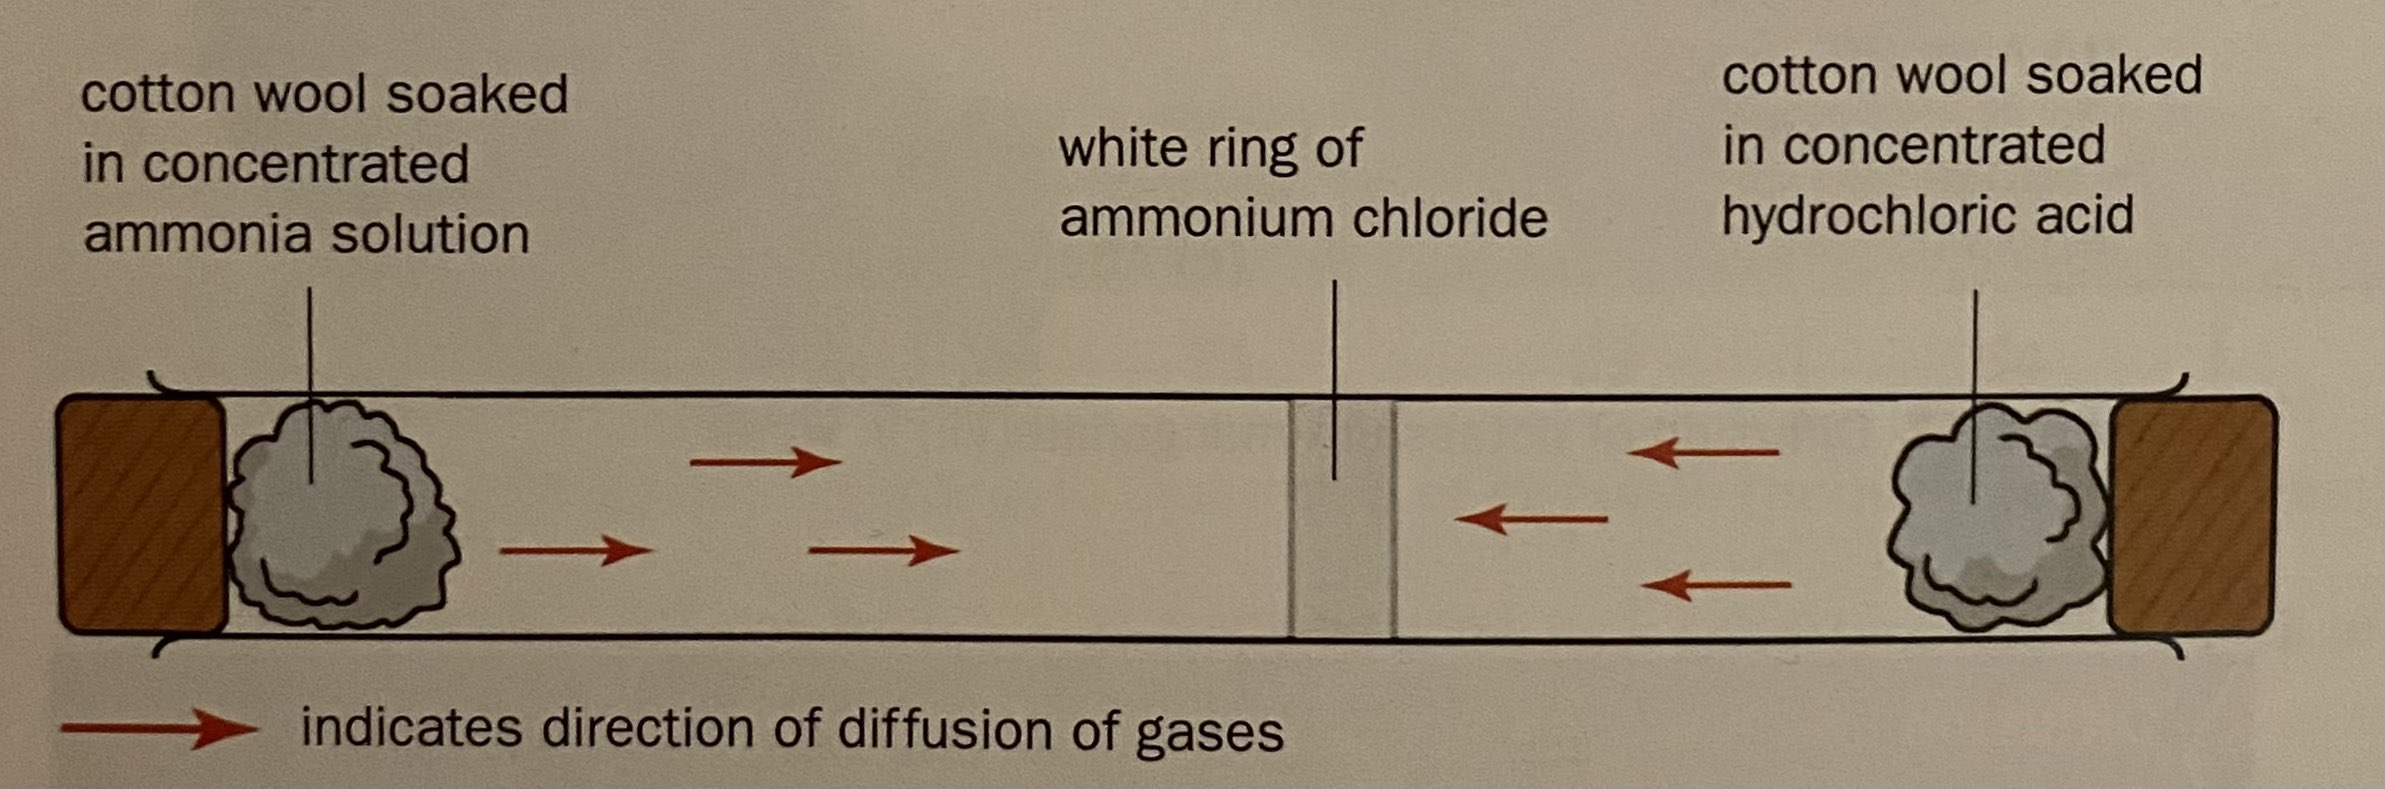 cotton wool soaked
in concentrated
ammonia solution
white ring of
ammonium chloride
cotton wool soaked
in concentrated
hydrochloric acid
indicates direction of diffusion of gases